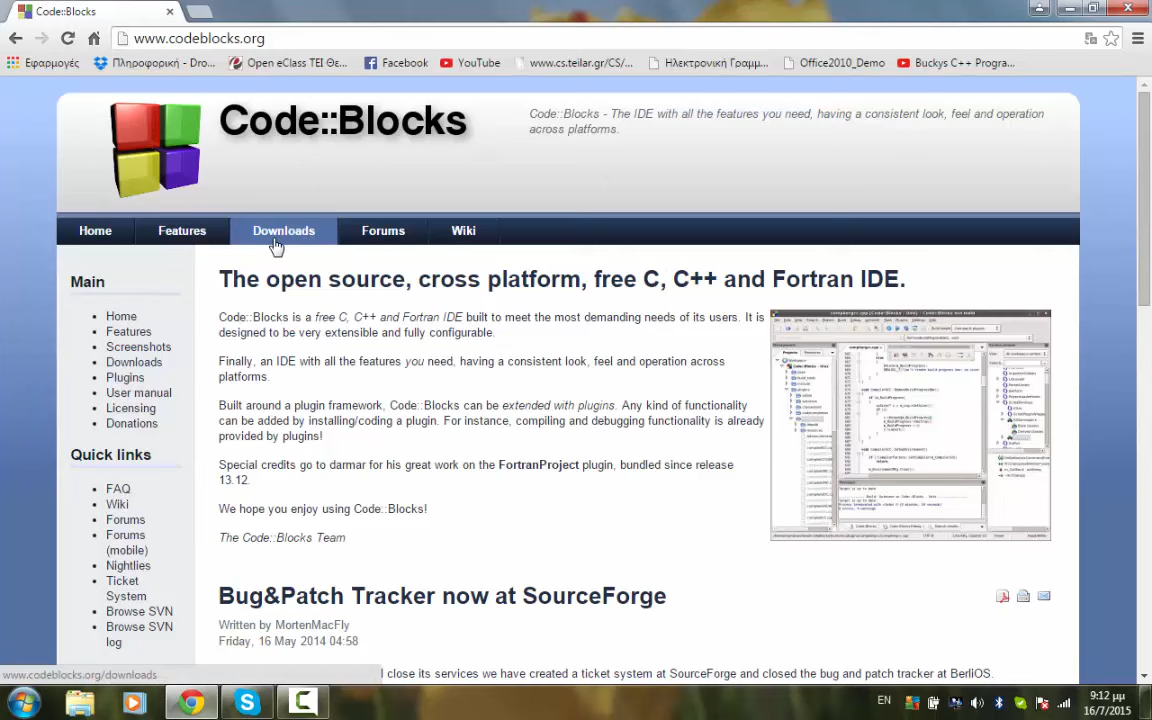 Code::Blocks
www.codeblocks.org
Εφαρμογές
Πληροφορική - Dro...
Open eClass ΤΕΙ Θε...
Facebook
YouTube
www.cs.teilar.gr/CS/...
Ηλεκτρονική Γραμμ...
Office2010_Demo
Buckys C++ Progra...
Code::Blocks
Code::Blocks - The IDE with all the features you need, having a consistent look, feel and operation
across platforms.
Home
Features
Downloads
Forums
Wiki
Main
Home
Features
Screenshots
Downloads
Plugins
User manual
Licensing
Donations
Quick links
FAQ
Wiki
Forums
Forums
(mobile)
Nightlies
Ticket
System
Browse SVN
Browse SVN
log
The open source, cross platform, free C, C++ and Fortran IDE.
Code::Blocks is a free C, C++ and Fortran IDE built to meet the most demanding needs of its users. It is
designed to be very extensible and fully configurable.
Finally, an IDE with all the features you need, having a consistent look, feel and operation across
platforms.
Built around a plugin framework, Code::Blocks can be extended with plugins. Any kind of functionality
can be added by installing/coding a plugin. For instance, compiling and debugging functionality is already
provided by plugins!
Special credits go to darmar for his great work on the FortranProject plugin, bundled since release
13.12.
We hope you enjoy using Code::Blocks!
The Code::Blocks Team
Bug&Patch Tracker now at SourceForge
Written by MortenMacFly
Friday, 16 May 2014 04:58
close its services we have created a ticket system at SourceForge and closed the bug and patch tracker at BerliOS.
www.codeblocks.org/downloads
EN
9:12 μμ
16/7/2015